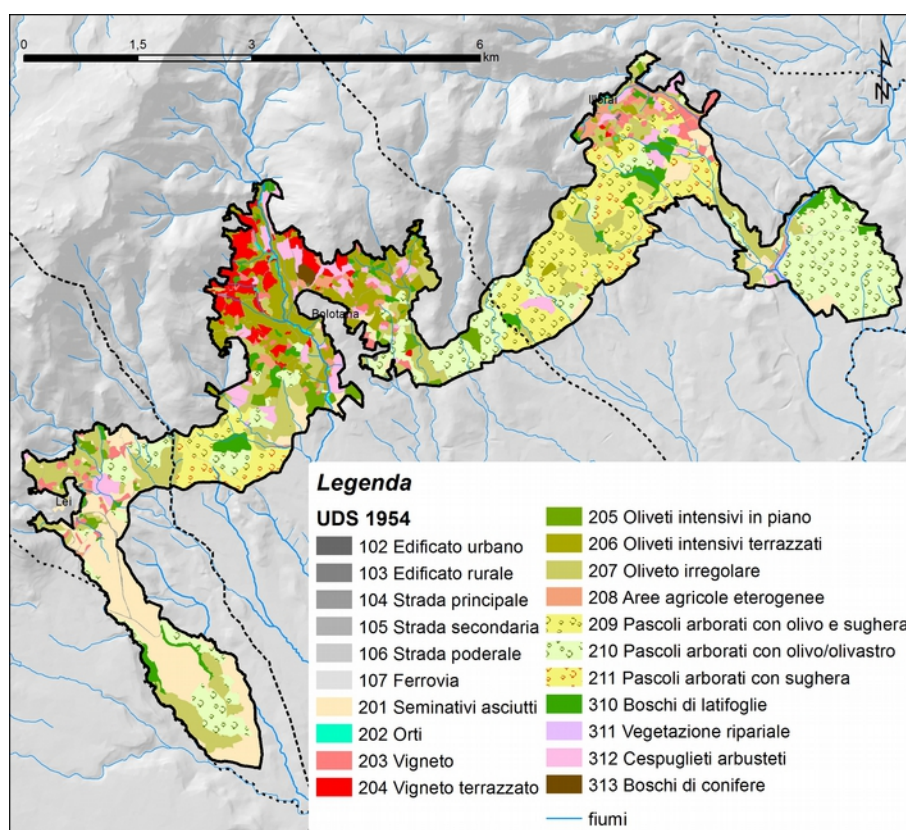 0 1,5 3 6
km
N
Illorai
Bolotana
Lei
Legenda
UDS 1954
102 Edificato urbano
103 Edificato rurale
104 Strada principale
105 Strada secondaria
106 Strada poderale
107 Ferrovia
201 Seminativi asciutti
202 Orti
203 Vigneto
204 Vigneto terrazzato
205 Oliveti intensivi in piano
206 Oliveti intensivi terrazzati
207 Oliveto irregolare
208 Aree agricole eterogenee
209 Pascoli arborati con olivo e sughera
210 Pascoli arborati con olivo/olivastro
211 Pascoli arborati con sughera
310 Boschi di latifoglie
311 Vegetazione ripariale
312 Cespuglieti arbusteti
313 Boschi di conifere
fiumi